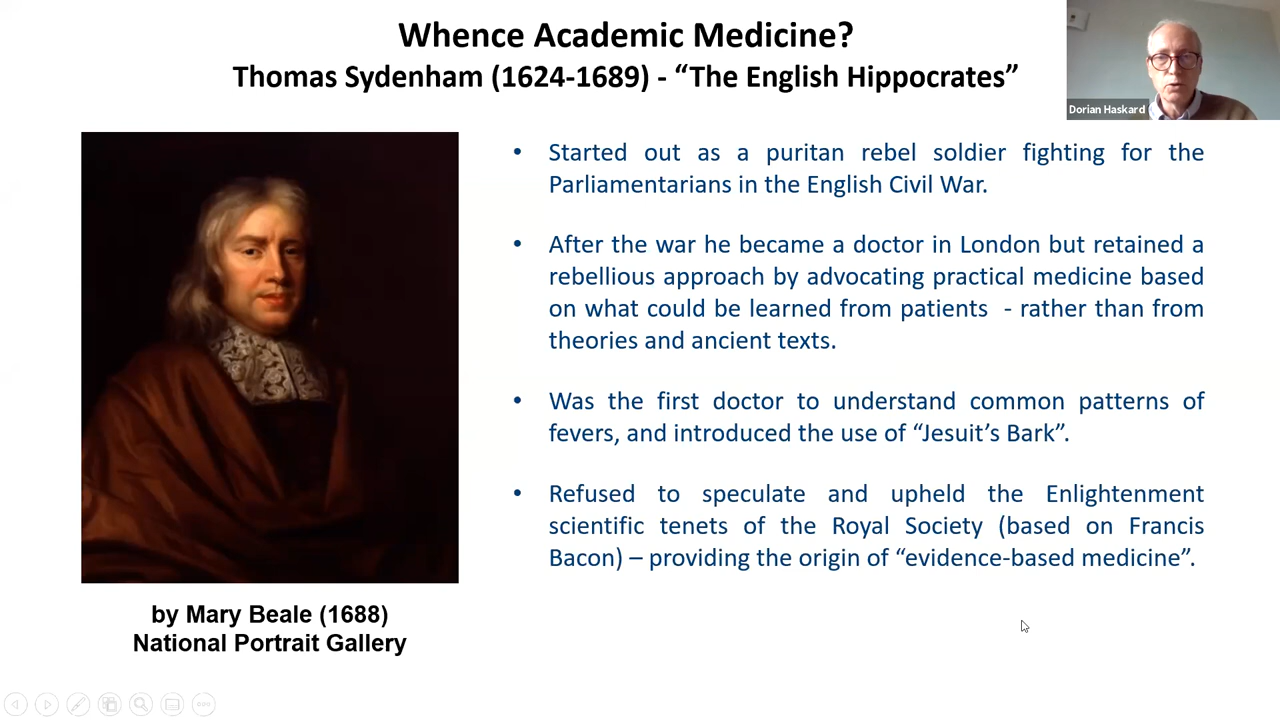 Whence Academic Medicine?
Thomas Sydenham (1624-1689) - “The English Hippocrates”
Dorian Haskard
• Started out as a puritan rebel soldier fighting for the
Parliamentarians in the English Civil War.
• After the war he became a doctor in London but retained a
rebellious approach by advocating practical medicine based
on what could be learned from patients - rather than from
theories and ancient texts.
• Was the first doctor to understand common patterns of
fevers, and introduced the use of “Jesuit’s Bark”.
• Refused to speculate and upheld the Enlightenment
scientific tenets of the Royal Society (based on Francis
Bacon) – providing the origin of “evidence-based medicine”.
by Mary Beale (1688)
National Portrait Gallery